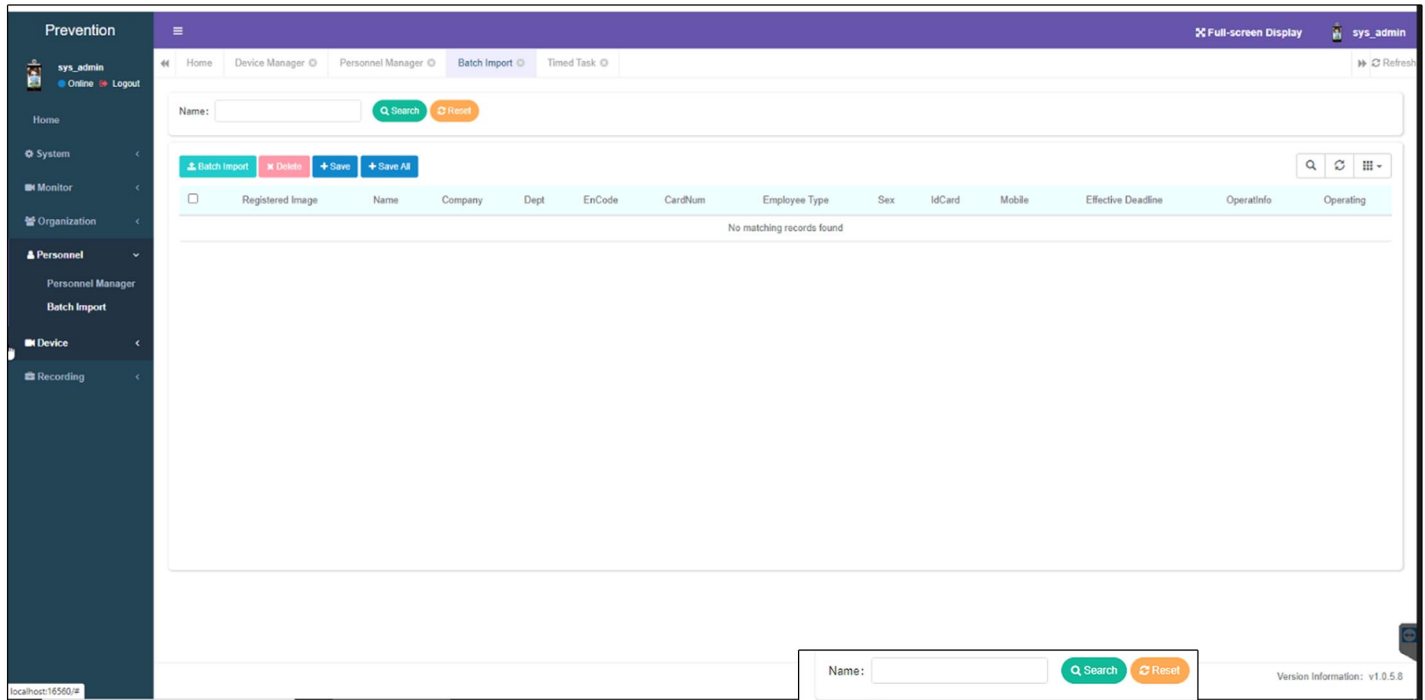 Prevention
Full-screen Display sys_admin
sys_admin
Online Logout
Home Device Manager Personnel Manager Batch Import Timed Task Refresh
Name: Search Reset
Home
System
Monitor
Organization
Personnel
Personnel Manager
Batch Import
Device
Recording
Batch Import Delete Save Save All
Registered Image Name Company Dept EnCode CardNum Employee Type Sex IdCard Mobile Effective Deadline OperatInfo Operating
No matching records found
Name: Search Reset
Version Information: v1.0.5.8
localhost:16560/#